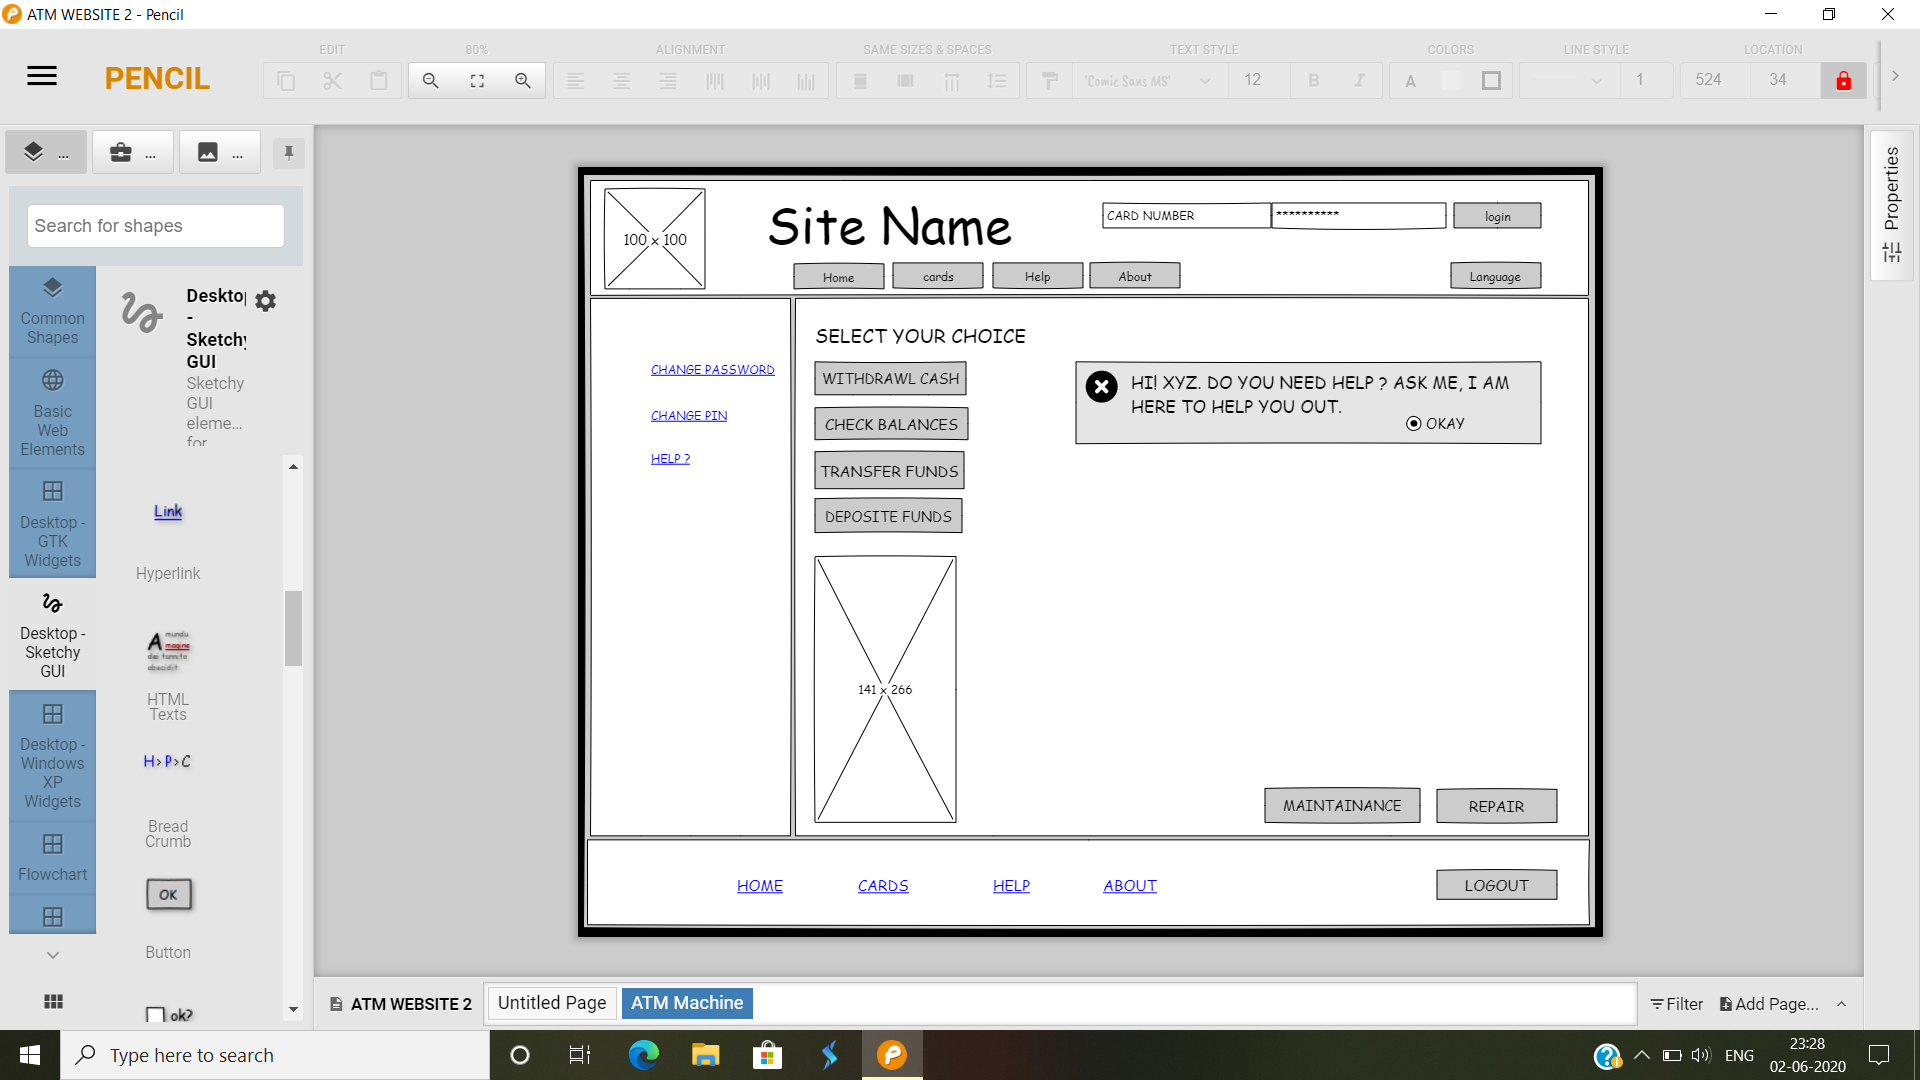 ATM WEBSITE 2 - Pencil
EDIT
80%
ALIGNMENT
SAME SIZES & SPACES
TEXT STYLE
COLORS
LINE STYLE
LOCATION
PENCIL
'Comic Sans MS'
12
B
I
A
1
524
34
...
...
...
Properties
Search for shapes
Common
Shapes
Basic
Web
Elements
Desktop -
GTK
Widgets
Desktop -
Sketchy
GUI
Desktop -
Windows
XP
Widgets
Flowchart
Deskto
-
Sketchy
GUI
Sketchy
GUI
eleme...
for
Link
Hyperlink
A mundu
magne
HTML
Texts
H>P>C
Bread
Crumb
OK
Button
ok?
100 x 100
Site Name
CARD NUMBER
**********
login
Home
cards
Help
About
Language
CHANGE PASSWORD
CHANGE PIN
HELP ?
SELECT YOUR CHOICE
WITHDRAWL CASH
CHECK BALANCES
TRANSFER FUNDS
DEPOSITE FUNDS
HI! XYZ. DO YOU NEED HELP ? ASK ME, I AM
HERE TO HELP YOU OUT.
OKAY
141 x 266
MAINTAINANCE
REPAIR
HOME
CARDS
HELP
ABOUT
LOGOUT
ATM WEBSITE 2
Untitled Page
ATM Machine
Filter
Add Page...
Type here to search
ENG
23:28
02-06-2020